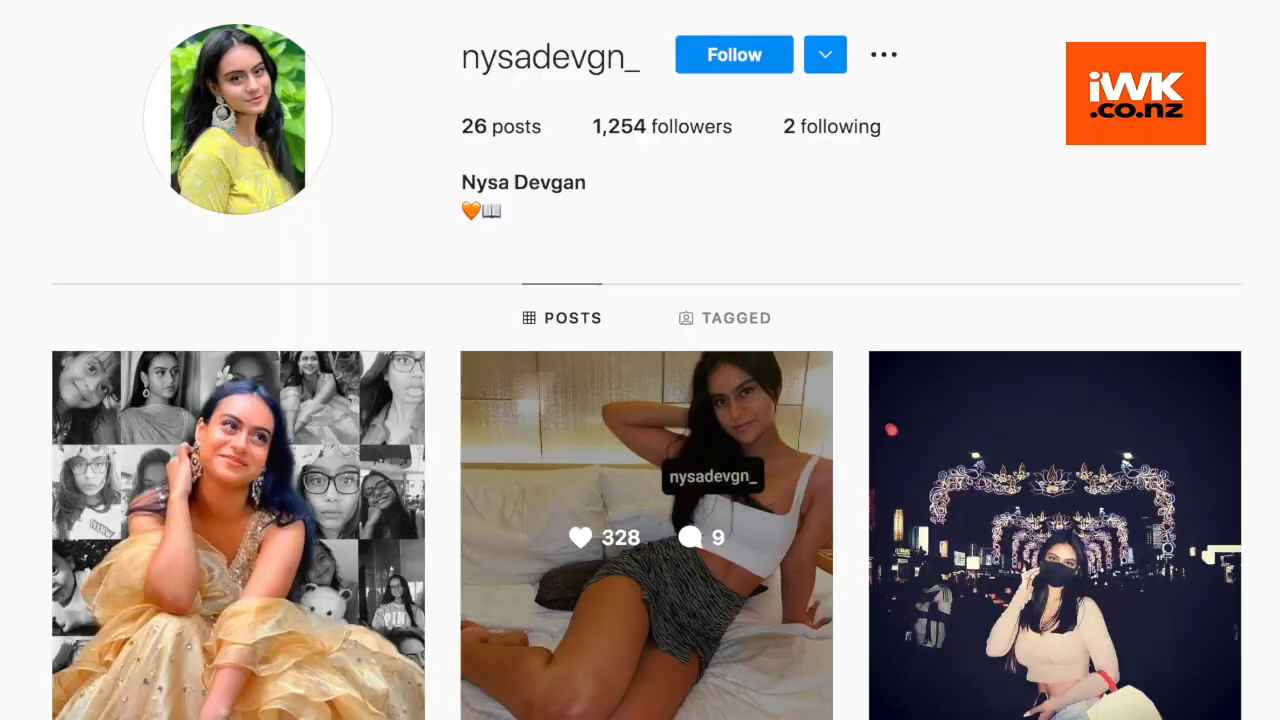 nysadevgn_
Follow
iWK
.co.nz
26 posts
1,254 followers
2 following
Nysa Devgan
🧡📖
POSTS
TAGGED
nysadevgn_
328
9